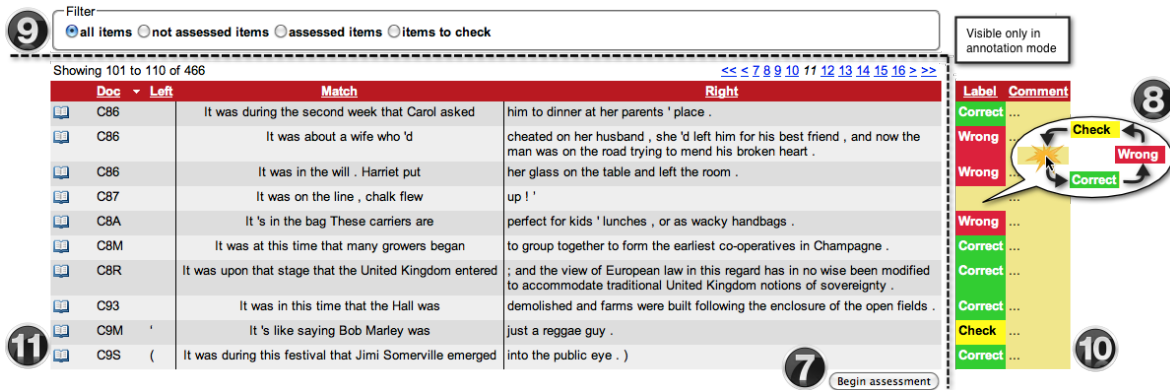 9
Filter
all items not assessed items assessed items items to check
Visible only in
annotation mode
Showing 101 to 110 of 466
<< < 7 8 9 10 11 12 13 14 15 16 > >>
Doc Left Match Right Label Comment
8
C86 It was during the second week that Carol asked him to dinner at her parents ' place . Correct ...
C86 It was about a wife who 'd cheated on her husband , she 'd left him for his best friend , and now the Wrong ...
man was on the road trying to mend his broken heart .
Check
Wrong
Correct
C86 It was in the will . Harriet put her glass on the table and left the room . Wrong ...
C87 It was on the line , chalk flew up ! ' ...
C8A It 's in the bag These carriers are perfect for kids ' lunches , or as wacky handbags . Wrong ...
C8M It was at this time that many growers began to group together to form the earliest co-operatives in Champagne . Correct ...
C8R It was upon that stage that the United Kingdom entered ; and the view of European law in this regard has in no wise been modified Correct ...
to accommodate traditional United Kingdom notions of sovereignty .
C93 It was in this time that the Hall was demolished and farms were built following the enclosure of the open fields . Correct ...
11
C9M ' It 's like saying Bob Marley was just a reggae guy . Check ...
10
C9S ( It was during this festival that Jimi Somerville emerged into the public eye . ) Correct ...
7
Begin assessment